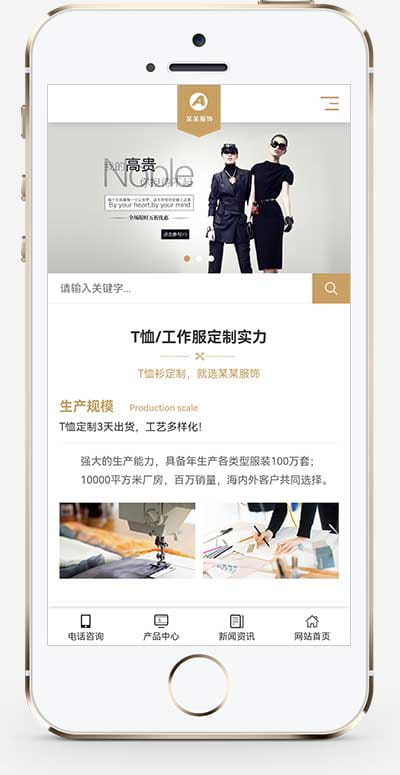 某某服饰
我的高贵
Noble
你担待不起
By your heart,by your mind
全场限时五折优惠
点击参与>>
请输入关键字...
T恤/工作服定制实力
T恤衫定制，就选某某服饰
生产规模 Production scale
T恤定制3天出货，工艺多样化！
强大的生产能力，具备年生产各类型服装100万套；
10000平方米厂房，百万销量，海内外客户共同选择。
电话咨询 产品中心 新闻资讯 网站首页